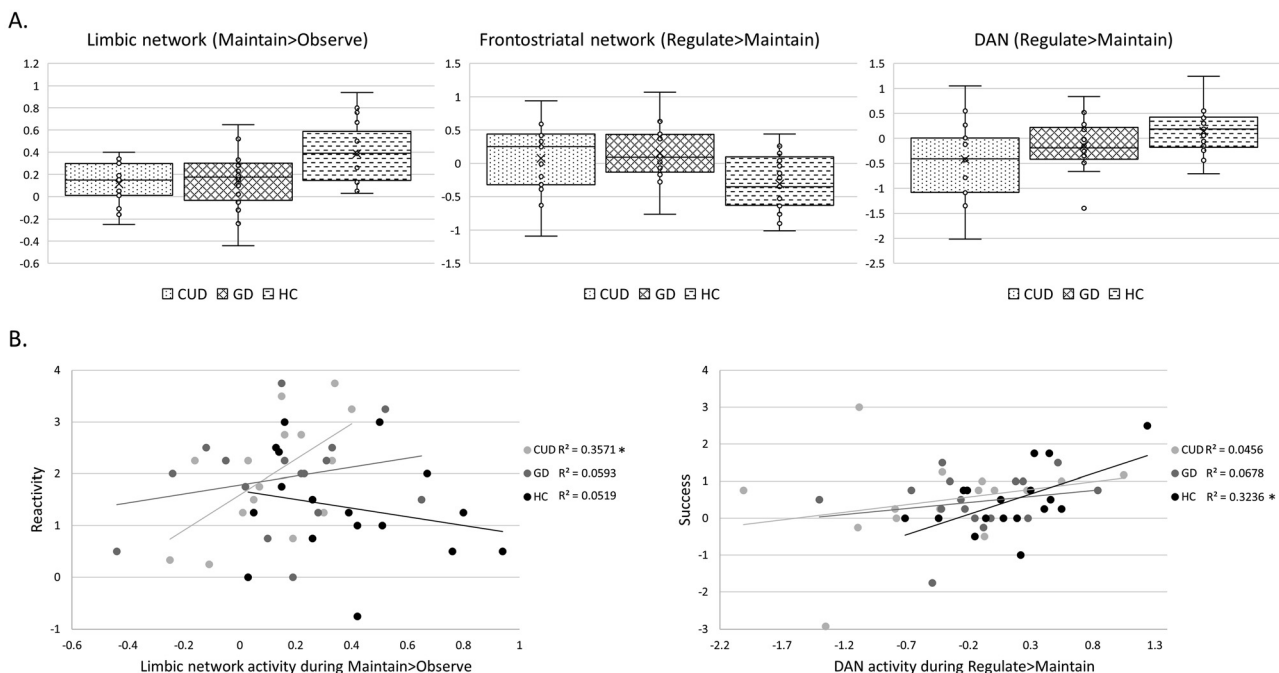 A.
Limbic network (Maintain>Observe)
1.2
1
0.8
0.6
0.4
0.2
0
-0.2
-0.4
-0.6
CUD GD HC
Frontostriatal network (Regulate>Maintain)
1.5
1
0.5
0
-0.5
-1
-1.5
CUD GD HC
DAN (Regulate>Maintain)
1.5
1
0.5
0
-0.5
-1
-1.5
-2
-2.5
CUD GD HC
B.
Reactivity
4
3
2
1
0
-1
-0.6 -0.4 -0.2 0 0.2 0.4 0.6 0.8 1
Limbic network activity during Maintain>Observe
CUD R² = 0.3571 *
GD R² = 0.0593
HC R² = 0.0519
Success
4
3
2
1
0
-1
-2
-3
-2.2 -1.7 -1.2 -0.7 -0.2 0.3 0.8 1.3
DAN activity during Regulate>Maintain
CUD R² = 0.0456
GD R² = 0.0678
HC R² = 0.3236 *